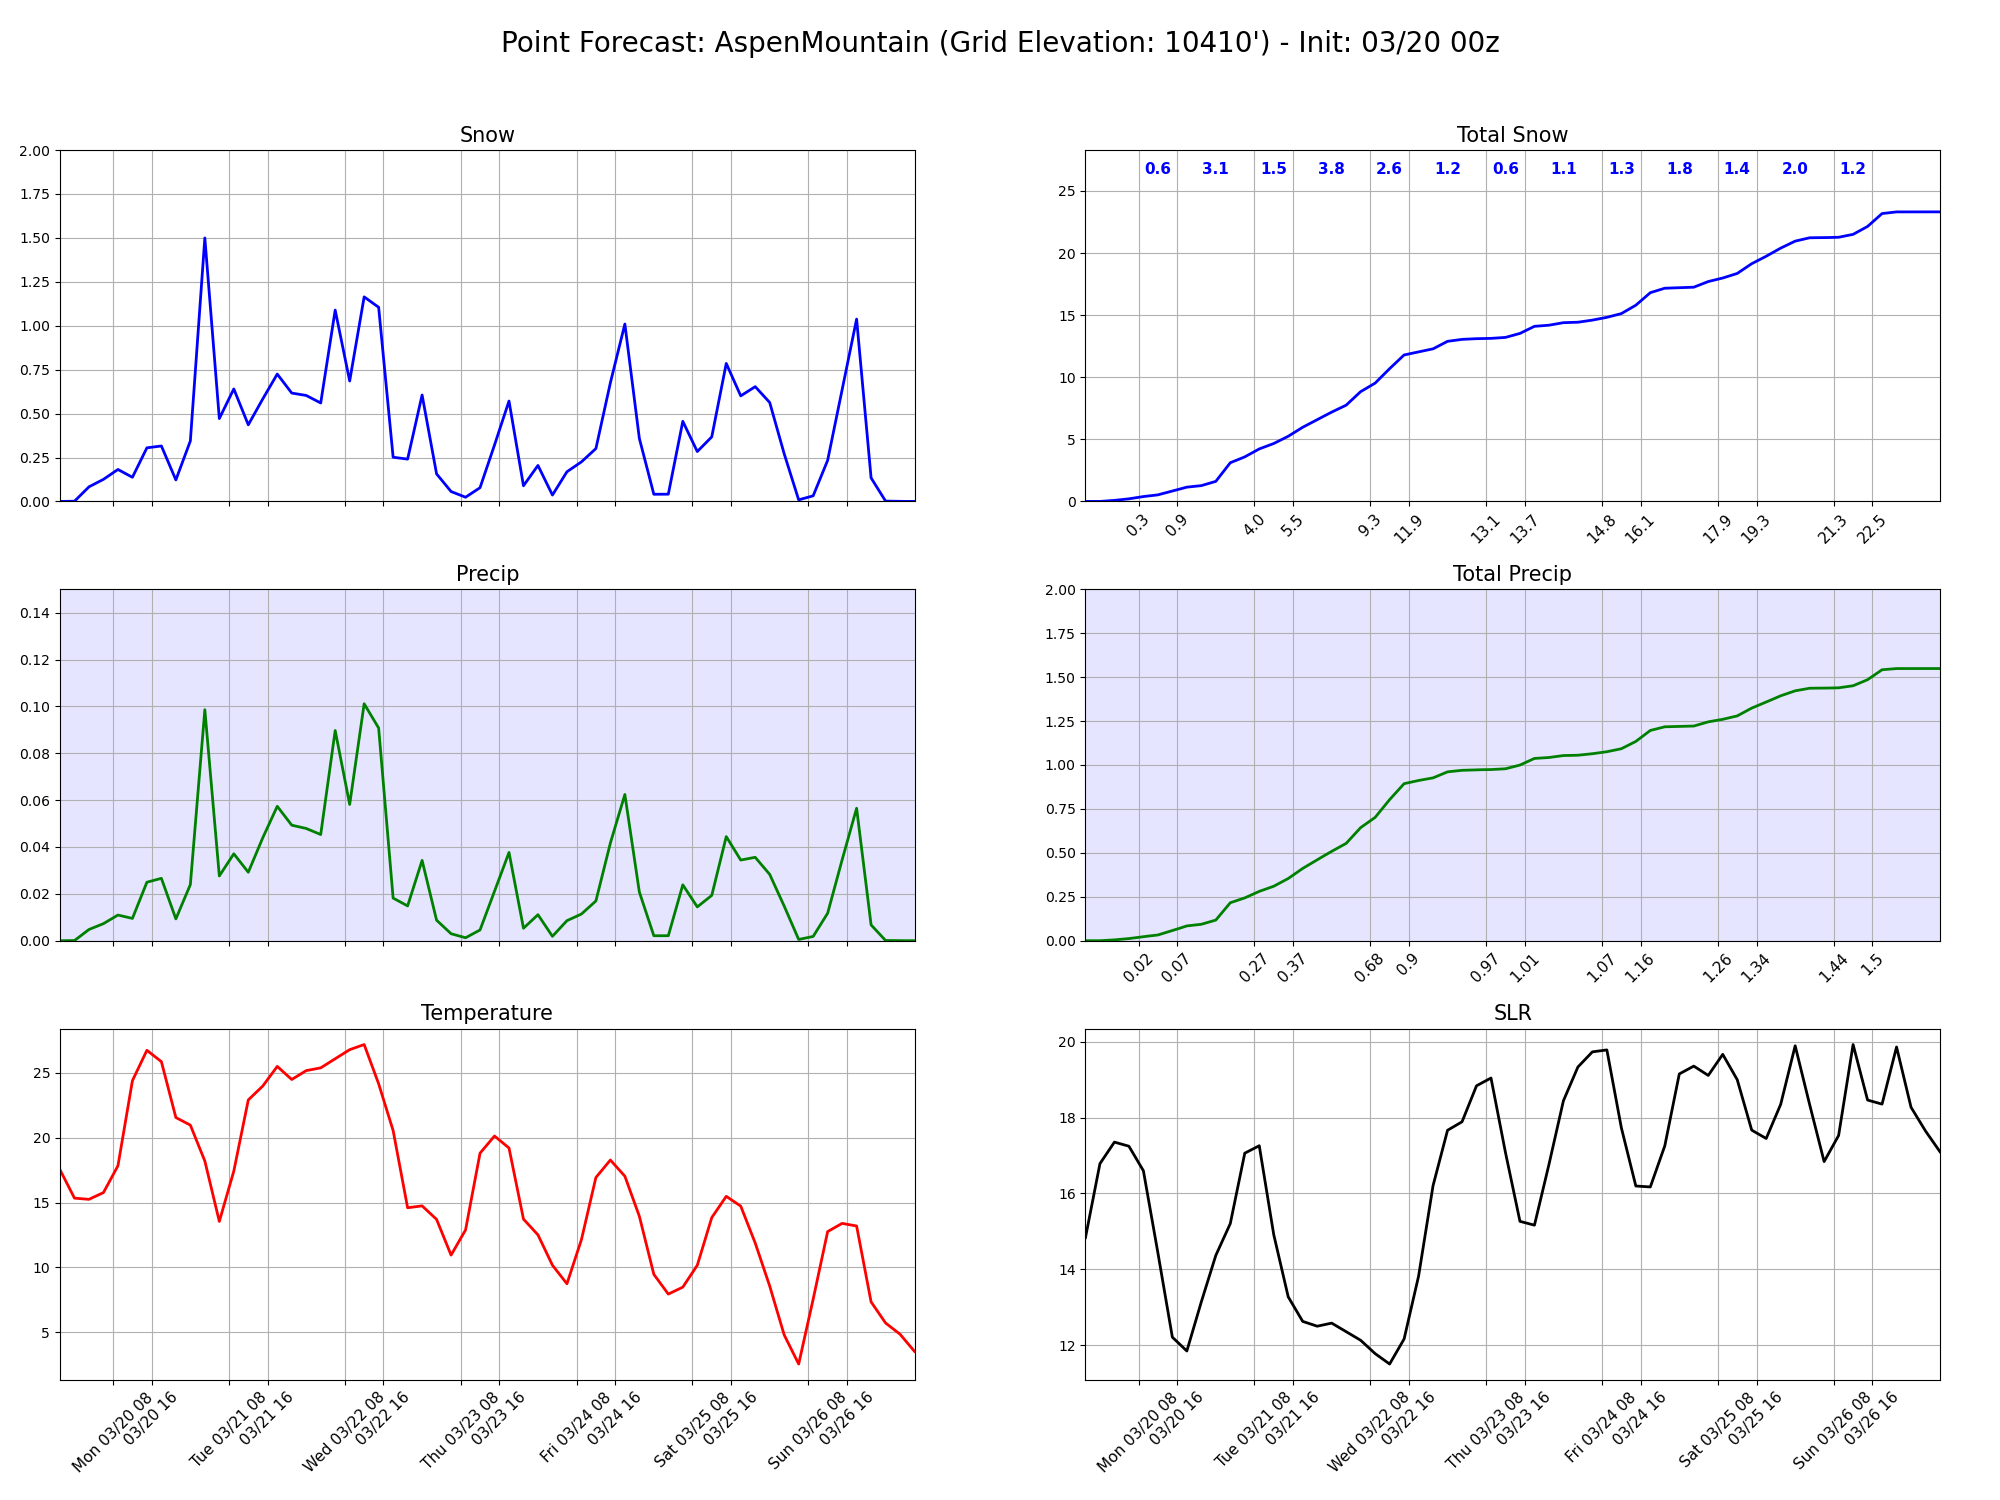 Point Forecast: AspenMountain (Grid Elevation: 10410') - Init: 03/20 00z
Snow
2.00
1.75
1.50
1.25
1.00
0.75
0.50
0.25
0.00
Total Snow
0.6 3.1 1.5 3.8 2.6 1.2 0.6 1.1 1.3 1.8 1.4 2.0 1.2
25
20
15
10
5
0
0.3 0.9 4.0 5.5 9.3 11.9 13.1 13.7 14.8 16.1 17.9 19.3 21.3 22.5
Precip
0.14
0.12
0.10
0.08
0.06
0.04
0.02
0.00
Total Precip
2.00
1.75
1.50
1.25
1.00
0.75
0.50
0.25
0.00
0.02 0.07 0.27 0.37 0.68 0.9 0.97 1.01 1.07 1.16 1.26 1.34 1.44 1.5
Temperature
25
20
15
10
5
Mon 03/20 08
03/20 16
Tue 03/21 08
03/21 16
Wed 03/22 08
03/22 16
Thu 03/23 08
03/23 16
Fri 03/24 08
03/24 16
Sat 03/25 08
03/25 16
Sun 03/26 08
03/26 16
SLR
20
18
16
14
12
Mon 03/20 08
03/20 16
Tue 03/21 08
03/21 16
Wed 03/22 08
03/22 16
Thu 03/23 08
03/23 16
Fri 03/24 08
03/24 16
Sat 03/25 08
03/25 16
Sun 03/26 08
03/26 16